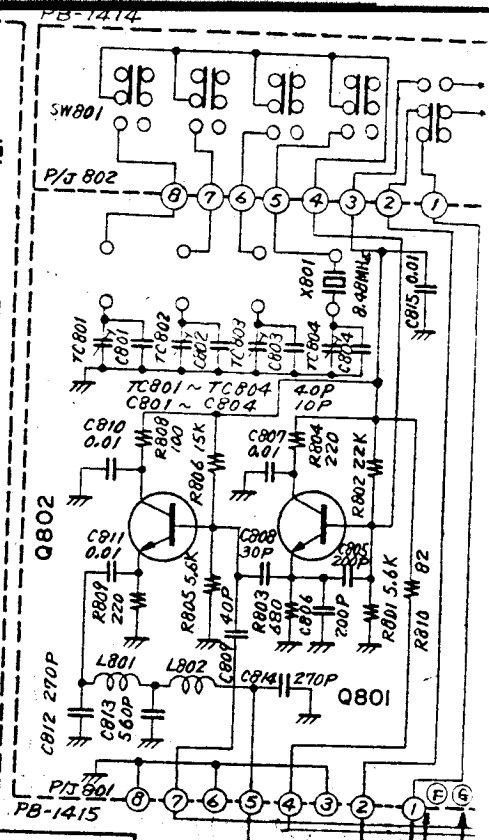 PB-1414
SW801
P/J 802
8 7 6 5 4 3 2 1
X801
8.48MHz
C815 0.01
TC801
C801
TC802
C802
TC803
C803
TC804
C804
TC801 ~ TC804 40P
C801 ~ C804 10P
C810
0.01
R808
100
R806 15K
C807
0.01
R804
220
R802 22K
Q802
C811
0.01
R809
220
R805 5.6K
C808
30P
C809 40P
R803
680
C806
200P
C805
200P
R801 5.6K
82
R810
L801
L802
C814 270P
Q801
C812 270P
C813
560P
P/J 801
8 7 6 5 4 3 2 1
F G
PB-1415